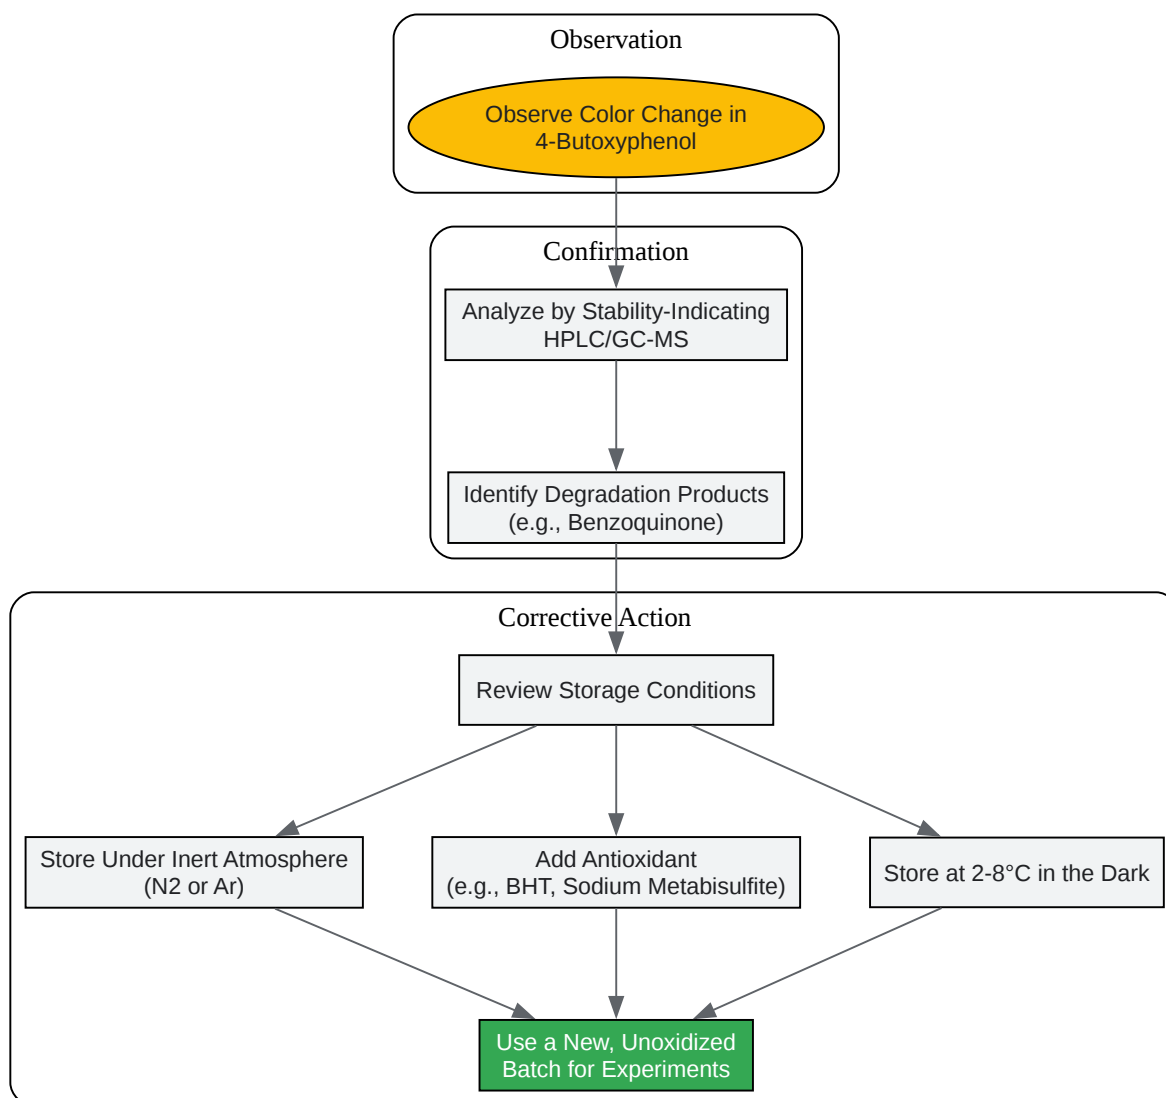 Observation
Observe Color Change in
4-Butoxyphenol
Confirmation
Analyze by Stability-Indicating
HPLC/GC-MS
Identify Degradation Products
(e.g., Benzoquinone)
Corrective Action
Review Storage Conditions
Store Under Inert Atmosphere
(N2 or Ar)
Add Antioxidant
(e.g., BHT, Sodium Metabisulfite)
Store at 2-8°C in the Dark
Use a New, Unoxidized
Batch for Experiments